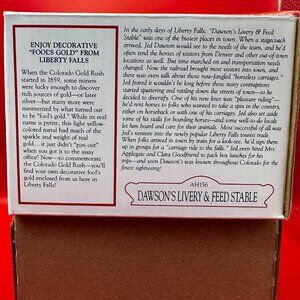 ENJOY DECORATIVE
"FOOL'S GOLD" FROM
LIBERTY FALLS
When the Colorado Gold Rush
started in 1859, some miners
were lucky enough to discover
rich sources of gold—or later
silver—but many more were
mesmerized by what turned out
to be "fool's gold." While its real
name is pyrite, this light yellow-
colored metal had much of the
sparkle and weight of real
gold. ...it just didn't "pan out"
when you got it to the assay
office! Now—to commemorate
the Colorado Gold Rush—you'll
find your own decorative fool's
gold enclosed from us here in
Liberty Falls!
In the early days of Liberty Falls, "Dawson's Livery & Feed
Stable" was one of the busiest places in town. When a stagecoach
arrived, Jed Dawson would see to the needs of the team, and he'd
often tend the horses of visitors from Denver and other out-of-town
locations as well. But time marched on and transportation needs
changed. Now the railroad brought more visitors into town, and
there was even talk about those new-fangled "horseless carriages."
Jed feared it wouldn't be long before those noisy contraptions
started sputtering and rattling down the streets of town—so he
decided to diversify. One of his new lines was "pleasure riding"—
he'd rent horses to folks who wanted to take a spin in the country,
either on horseback or with one of his carriages. Jed also set aside
some of his stalls for boarding horses—and some well-to-do locals
let him board and care for their animals. Most successful of all was
Jed's venture into the newly popular Liberty Falls tourist trade.
When folks arrived in town by train for a look-see, he'd sign them
up in groups for a "carriage ride to the falls." Jed even hired Mrs.
Applegate and Clara Goodfriend to pack box lunches for his
trips—and soon Dawson's was known throughout Colorado for the
finest sightseeing!
AH156
DAWSON'S LIVERY & FEED STABLE